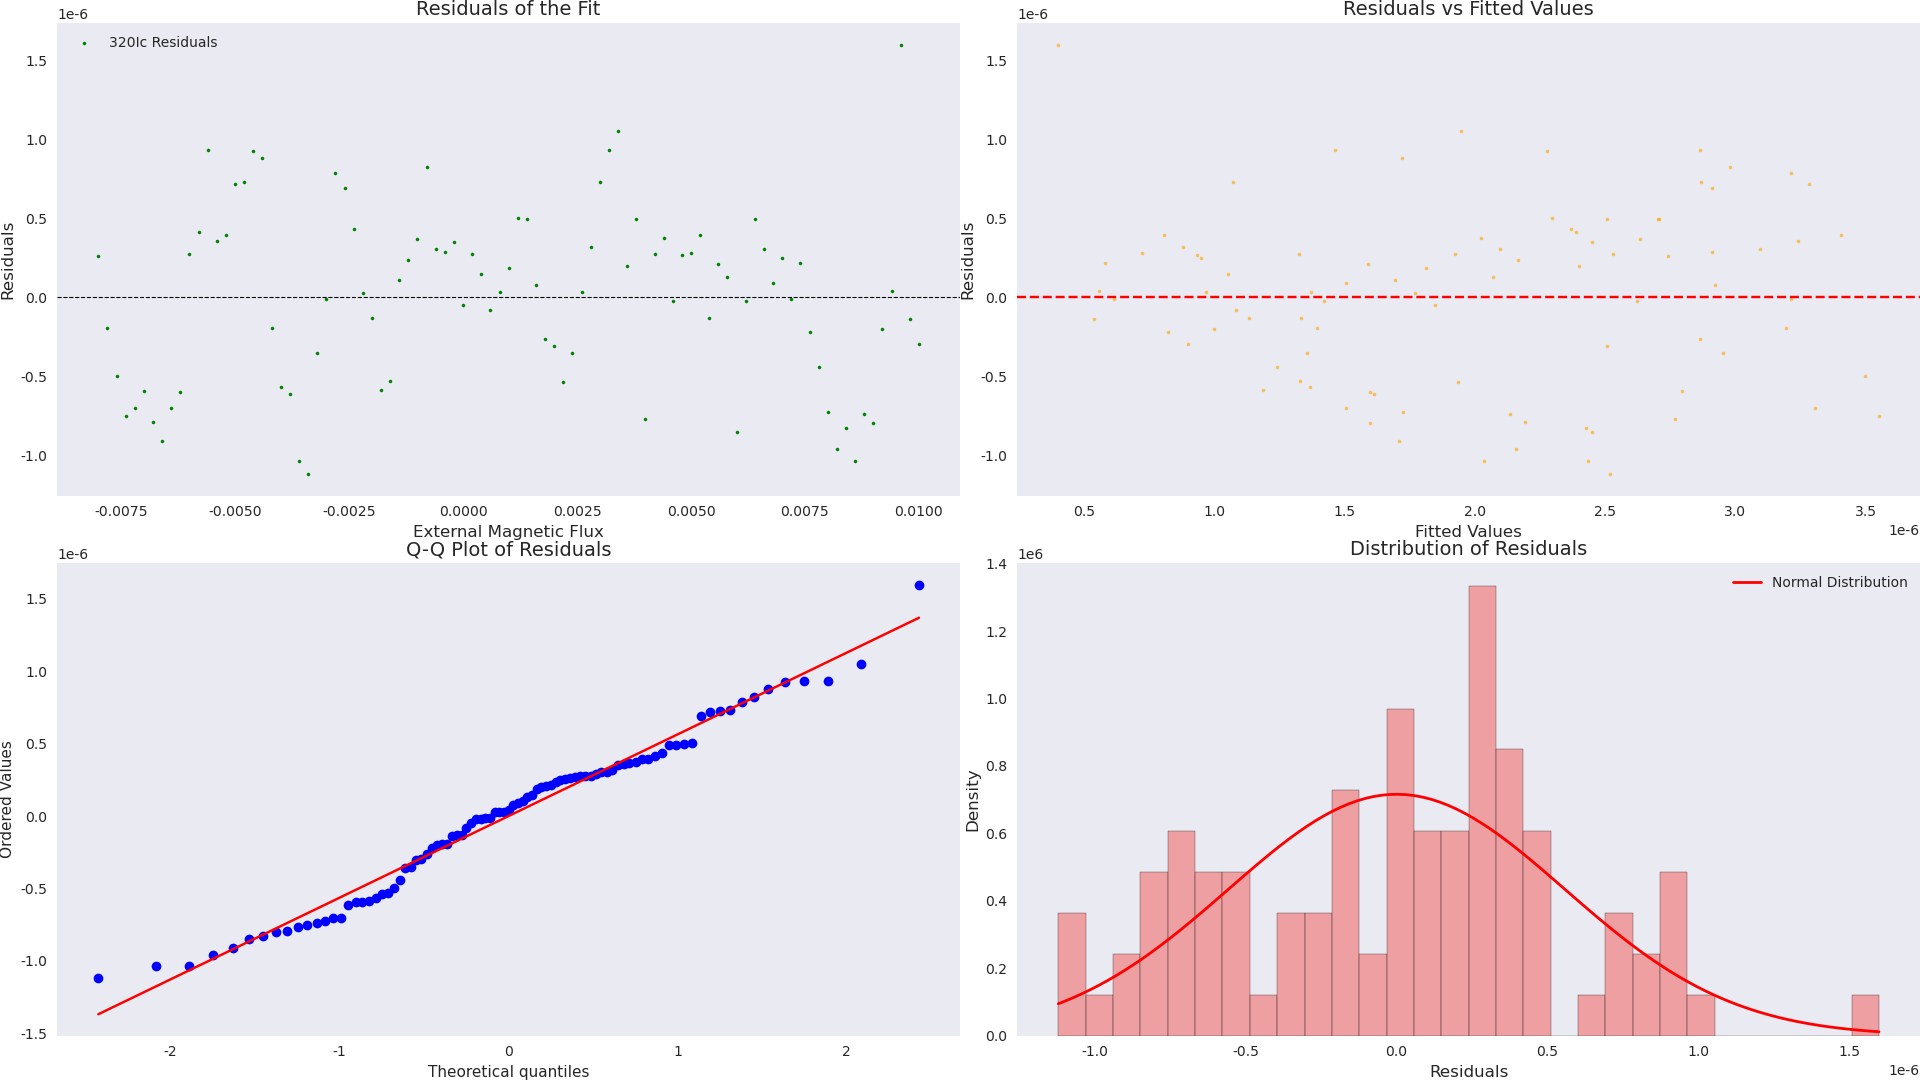 Residuals of the Fit
1e-6
320Ic Residuals
1.5
1.0
0.5
0.0
-0.5
-1.0
Residuals
-0.0075 -0.0050 -0.0025 0.0000 0.0025 0.0050 0.0075 0.0100
External Magnetic Flux
Residuals vs Fitted Values
1e-6
1.5
1.0
0.5
0.0
-0.5
-1.0
Residuals
0.5 1.0 1.5 2.0 2.5 3.0 3.5
Fitted Values
1e-6
Q-Q Plot of Residuals
1e-6
1.5
1.0
0.5
0.0
-0.5
-1.0
-1.5
Ordered Values
-2 -1 0 1 2
Theoretical quantiles
Distribution of Residuals
1e6
Normal Distribution
1.4
1.2
1.0
0.8
0.6
0.4
0.2
0.0
Density
-1.0 -0.5 0.0 0.5 1.0 1.5
Residuals
1e-6